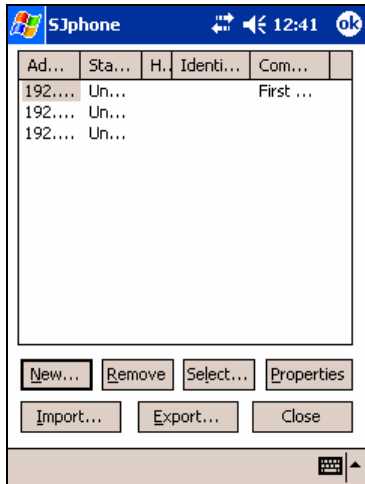 SJphone 12:41 ok
Ad... Sta... H. Identi... Com...
192.... Un... First ...
192.... Un...
192.... Un...
New... Remove Select... Properties
Import... Export... Close